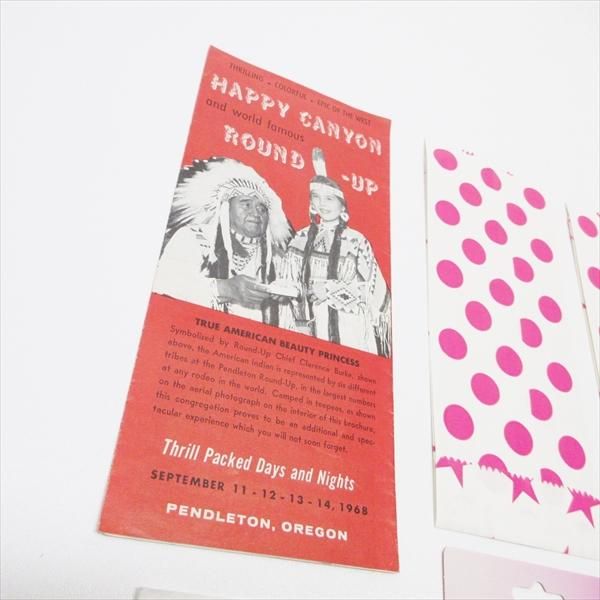 THRILLING • COLORFUL • EPIC OF THE WEST
HAPPY CANYON
and world famous
ROUND-UP
TRUE AMERICAN BEAUTY PRINCESS
Symbolized by Round-Up Chief Clarence Burke, shown
above, the American Indian is represented by six different
tribes at the Pendleton Round-Up, in the largest numbers
at any rodeo in the world. Camped in teepees, as shown
on the aerial photograph on the interior of this brochure,
this congregation proves to be an additional and spec-
tacular experience which you will not soon forget.
Thrill Packed Days and Nights
SEPTEMBER 11-12-13-14, 1968
PENDLETON, OREGON